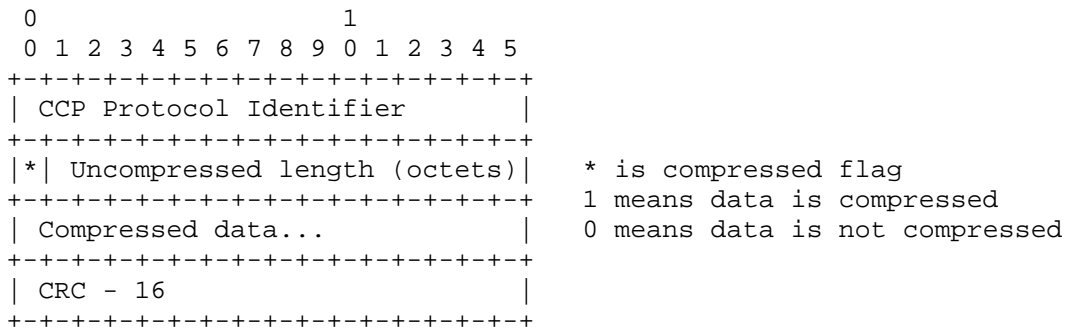 0                   1
 0 1 2 3 4 5 6 7 8 9 0 1 2 3 4 5
+-+-+-+-+-+-+-+-+-+-+-+-+-+-+-+-+
| CCP Protocol Identifier       |
+-+-+-+-+-+-+-+-+-+-+-+-+-+-+-+-+
|*| Uncompressed length (octets)|   * is compressed flag
+-+-+-+-+-+-+-+-+-+-+-+-+-+-+-+-+   1 means data is compressed
| Compressed data...            |   0 means data is not compressed
+-+-+-+-+-+-+-+-+-+-+-+-+-+-+-+-+
| CRC - 16                      |
+-+-+-+-+-+-+-+-+-+-+-+-+-+-+-+-+